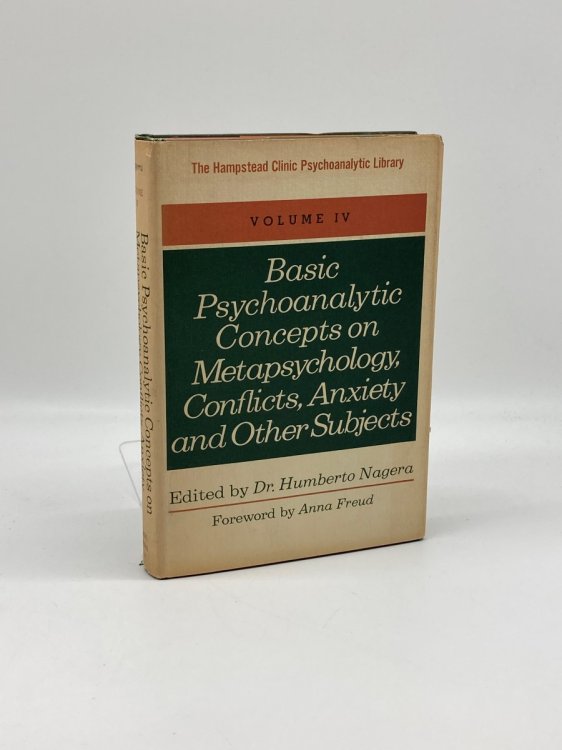 The Hampstead Clinic Psychoanalytic Library
VOLUME IV
Basic
Psychoanalytic
Concepts on
Metapsychology,
Conflicts, Anxiety
and Other Subjects
Edited by Dr. Humberto Nagera
Foreword by Anna Freud
Basic Psychoanalytic Concepts on